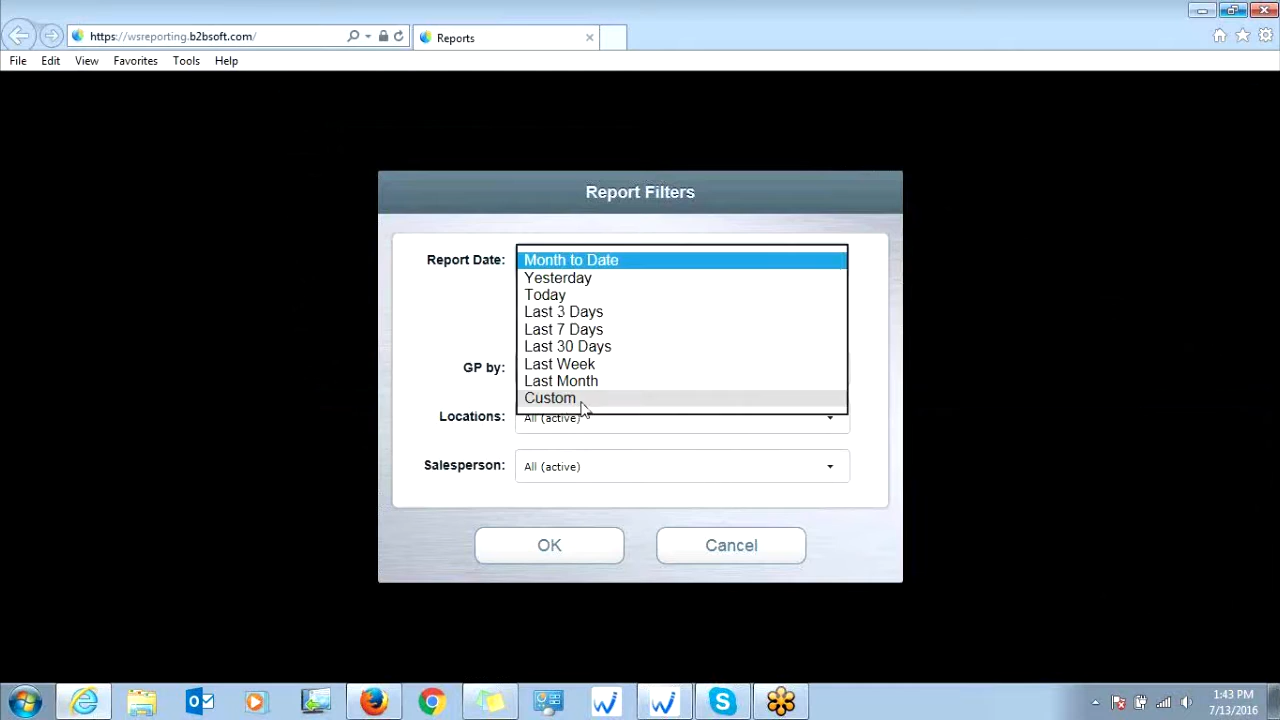 https://wsreporting.b2bsoft.com/
Reports
File Edit View Favorites Tools Help
Report Filters
Report Date:
Month to Date
Yesterday
Today
Last 3 Days
Last 7 Days
Last 30 Days
Last Week
Last Month
Custom
GP by:
Locations: All (active)
Salesperson: All (active)
OK Cancel
1:43 PM
7/13/2016